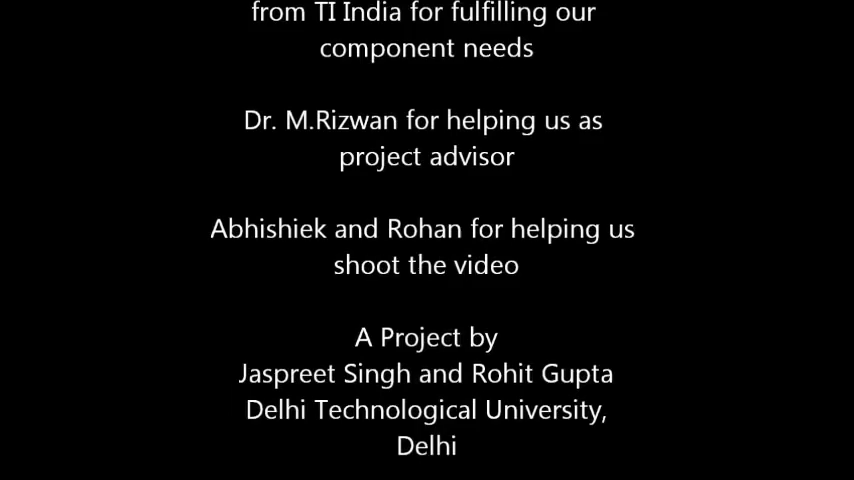 from TI India for fulfilling our
component needs
Dr. M.Rizwan for helping us as
project advisor
Abhishiek and Rohan for helping us
shoot the video
A Project by
Jaspreet Singh and Rohit Gupta
Delhi Technological University,
Delhi